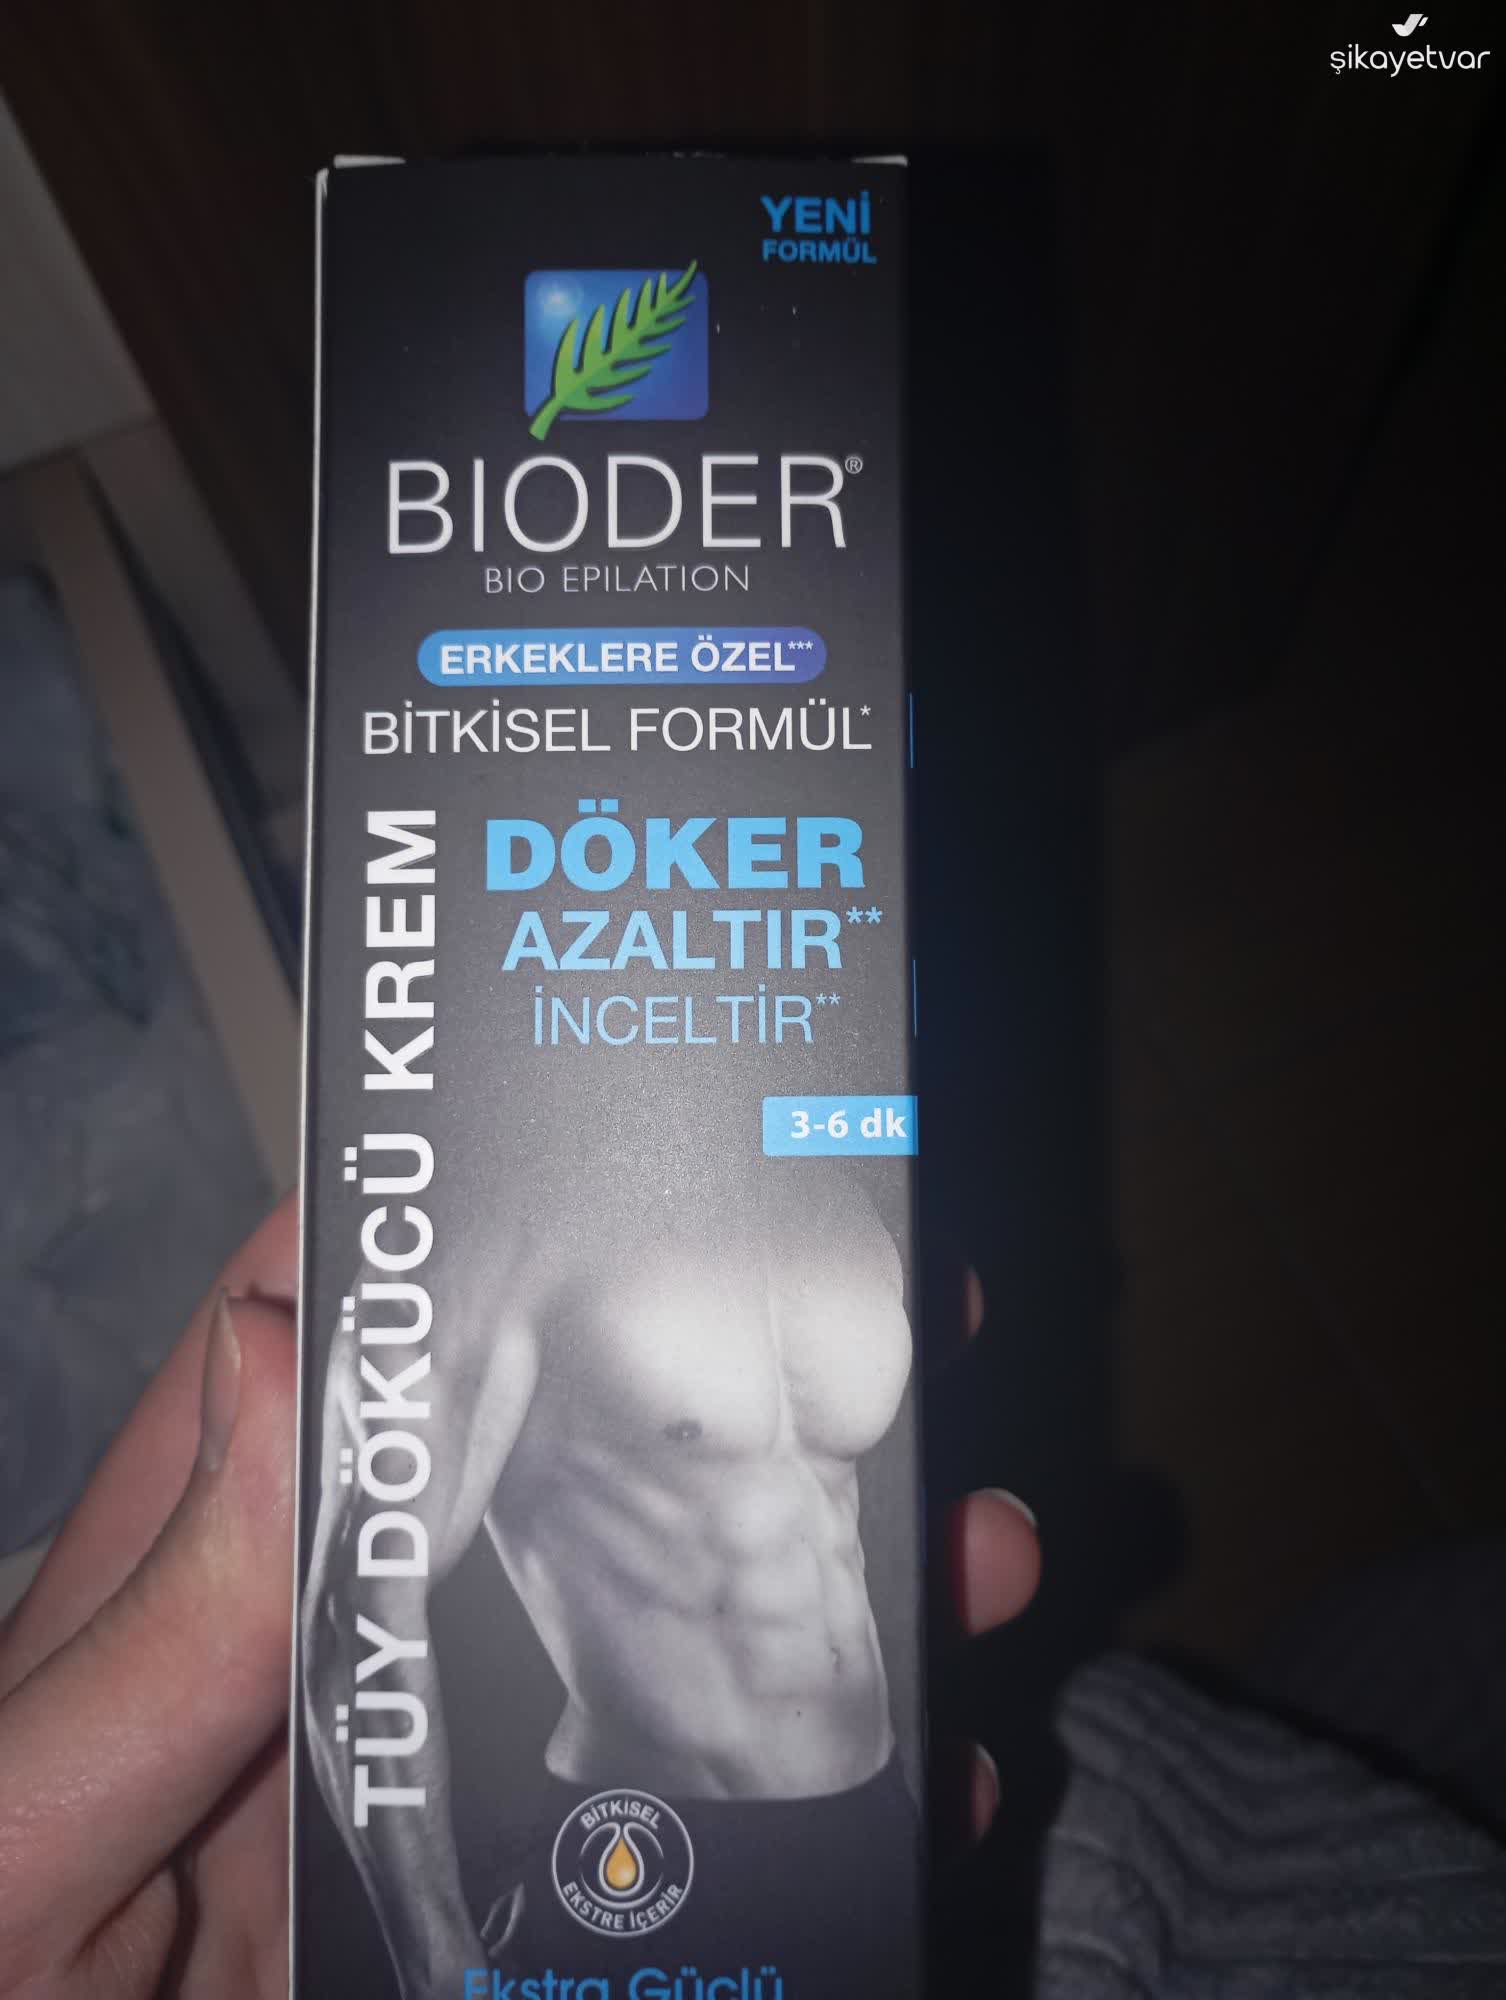 şikayetvar
YENİ
FORMÜL
BIODER®
BIO EPILATION
ERKEKLERE ÖZEL***
BİTKİSEL FORMÜL*
TÜY DÖKÜCÜ KREM
DÖKER
AZALTIR**
İNCELTİR**
3-6 dk
BİTKİSEL
EKSTRE İÇERİR
Ekstra Güçlü